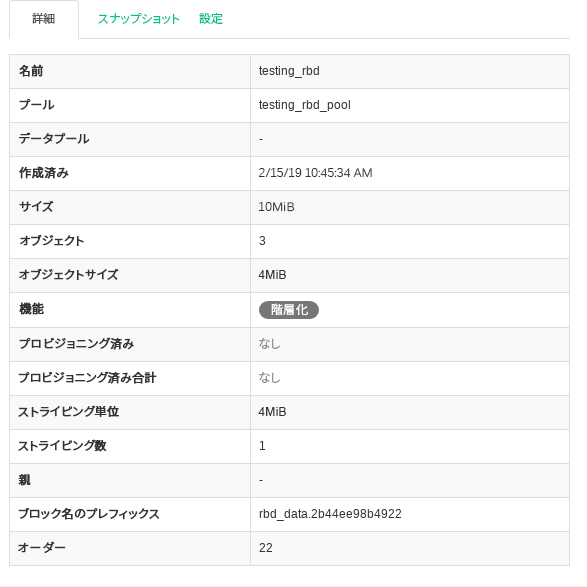 詳細 スナップショット 設定
名前 testing_rbd
プール testing_rbd_pool
データプール -
作成済み 2/15/19 10:45:34 AM
サイズ 10MiB
オブジェクト 3
オブジェクトサイズ 4MiB
機能 階層化
プロビジョニング済み なし
プロビジョニング済み合計 なし
ストライピング単位 4MiB
ストライピング数 1
親 -
ブロック名のプレフィックス rbd_data.2b44ee98b4922
オーダー 22